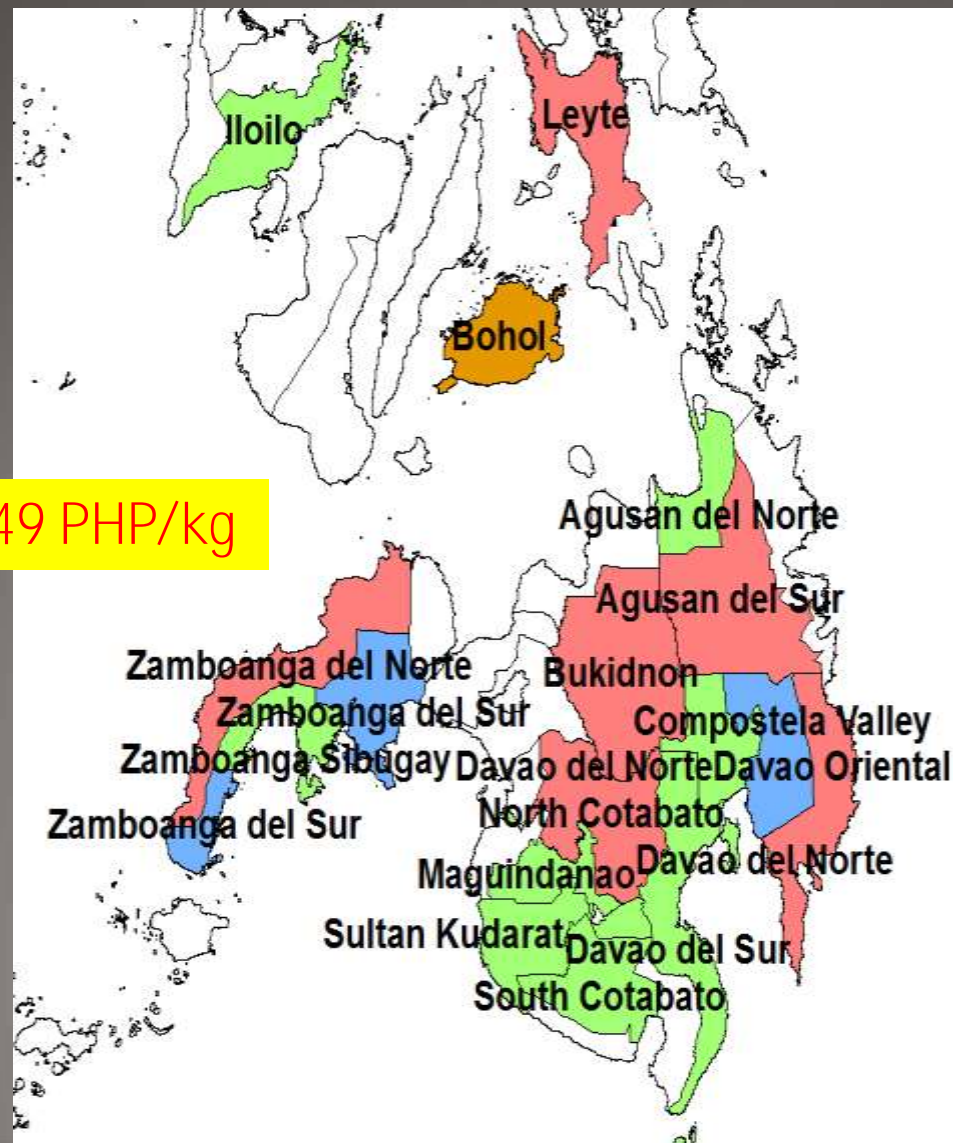 Iloilo
Leyte
Bohol
49 PHP/kg
Agusan del Norte
Agusan del Sur
Zamboanga del Norte
Bukidnon
Zamboanga del Sur
Compostela Valley
Zamboanga Sibugay
Davao del Norte
Davao Oriental
North Cotabato
Zamboanga del Sur
Davao del Norte
Maguindanao
Sultan Kudarat
Davao del Sur
South Cotabato